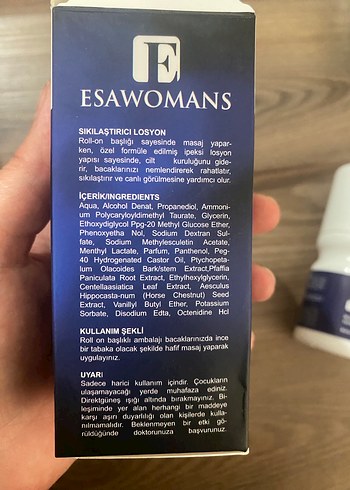 E
ESAWOMANS
SIKILAŞTIRICI LOSYON
Roll-on başlığı sayesinde masaj yapar-
ken, özel formüle edilmiş ipeksi losyon
yapısı sayesinde, cilt kuruluğunu gide-
rir, bacaklarınızı nemlendirerek rahatlatır,
sıkılaştırır ve canlı görülmesine yardımcı olur.
İÇERİK/INGREDIENTS
Aqua, Alcohol Denat, Propanediol, Ammoni-
um Polycaryloyldimethyl Taurate, Glycerin,
Ethoxydiglycol Ppg-20 Methyl Glucose Ether,
Phenoxyetha Nol, Sodium Dextran Sul-
fate, Sodium Methylesculetin Acetate,
Menthyl Lactate, Parfum, Panthenol, Peg-
40 Hydrogenated Castor Oil, Ptychopeta-
lum Olacoides Bark/stem Extract,Pfaffia
Paniculata Root Extract, Ethylhexylglycerin,
Centellaasiatica Leaf Extract, Aesculus
Hippocasta-num (Horse Chestnut) Seed
Extract, Vanillyl Butyl Ether, Potassium
Sorbate, Disodium Edta, Octenidine Hcl
KULLANIM ŞEKLİ
Roll on başlıklı ambalajı bacaklarınızda ince
bir tabaka olacak şekilde hafif masaj yaparak
uygulayınız.
UYARI
Sadece harici kullanım içindir. Çocukların
ulaşamayacağı yerde muhafaza ediniz.
Direktgüneş ışığı altında bırakmayınız. Bi-
leşiminde yer alan herhangi bir maddeye
karşı aşırı duyarlılığı olan kişilerde kulla-
nılmamalıdır. Beklenmeyen bir etki gö-
rüldüğünde doktorunuza başvurunuz.